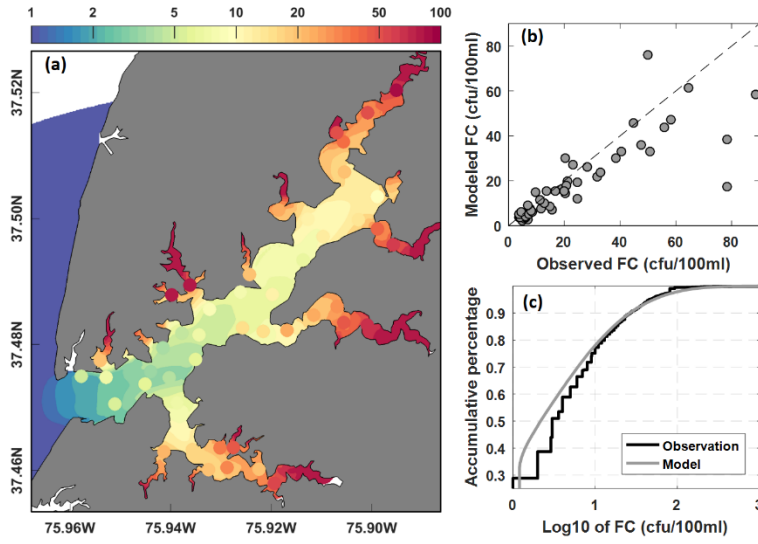 1 2 5 10 20 50 100
(a)
37.52N
37.50N
37.48N
37.46N
75.96W 75.94W 75.92W 75.90W
(b)
Modeled FC (cfu/100ml)
80
60
40
20
0
0 20 40 60 80
Observed FC (cfu/100ml)
(c)
Accumulative percentage
0.9
0.8
0.7
0.6
0.5
0.4
0.3
Observation
Model
0 1 2 3
Log10 of FC (cfu/100ml)